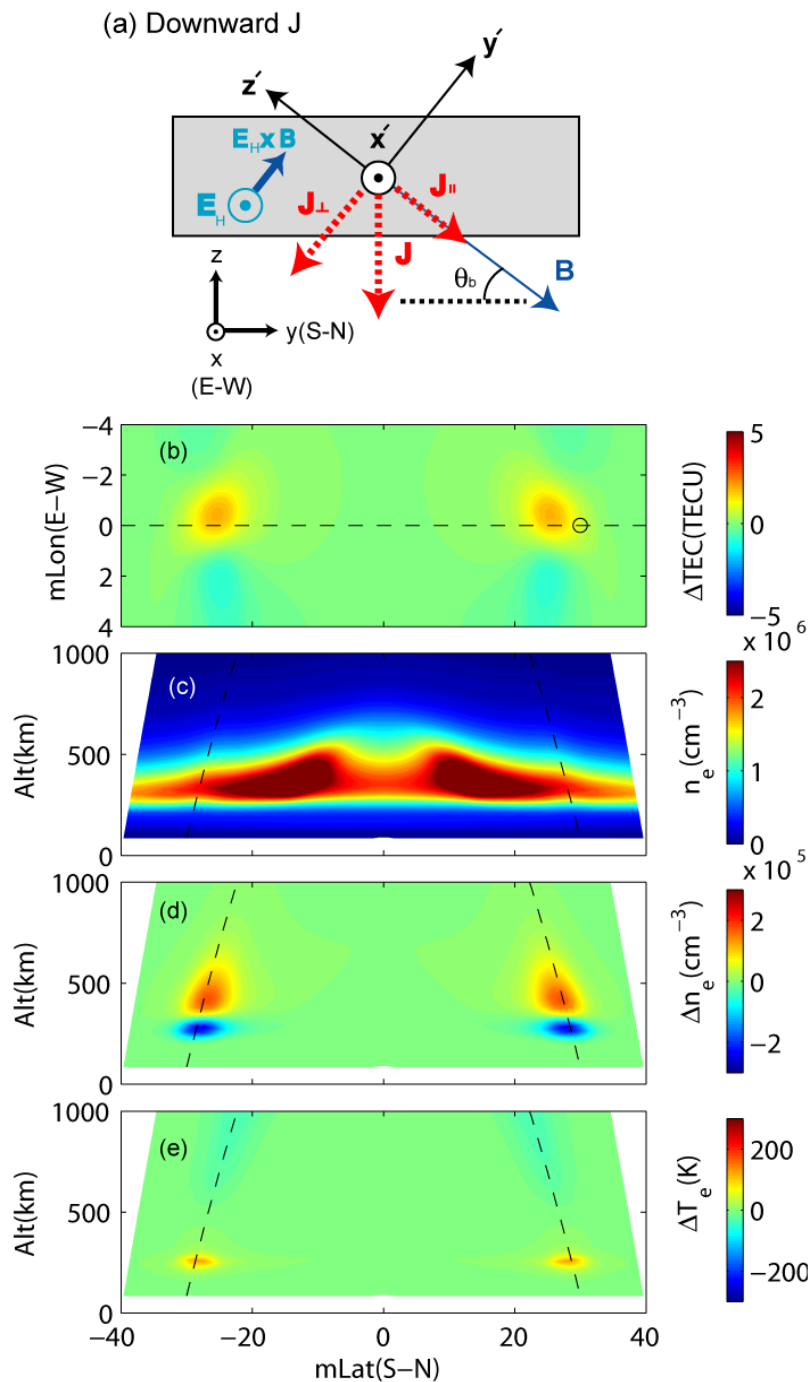 (a) Downward J
y′
z′
x′
E_H x B
E_H
J⊥
J∥
J
θ_b
B
z
y(S-N)
x
(E-W)
(b)
mLon(E−W)
−4
−2
0
2
4
5
0
−5
ΔTEC(TECU)
(c)
Alt(km)
1000
500
0
x 10^6
2
1
0
n_e(cm^−3)
(d)
Alt(km)
1000
500
0
x 10^5
2
0
−2
Δn_e(cm^−3)
(e)
Alt(km)
1000
500
0
200
0
−200
ΔT_e(K)
−40
−20
0
20
40
mLat(S−N)